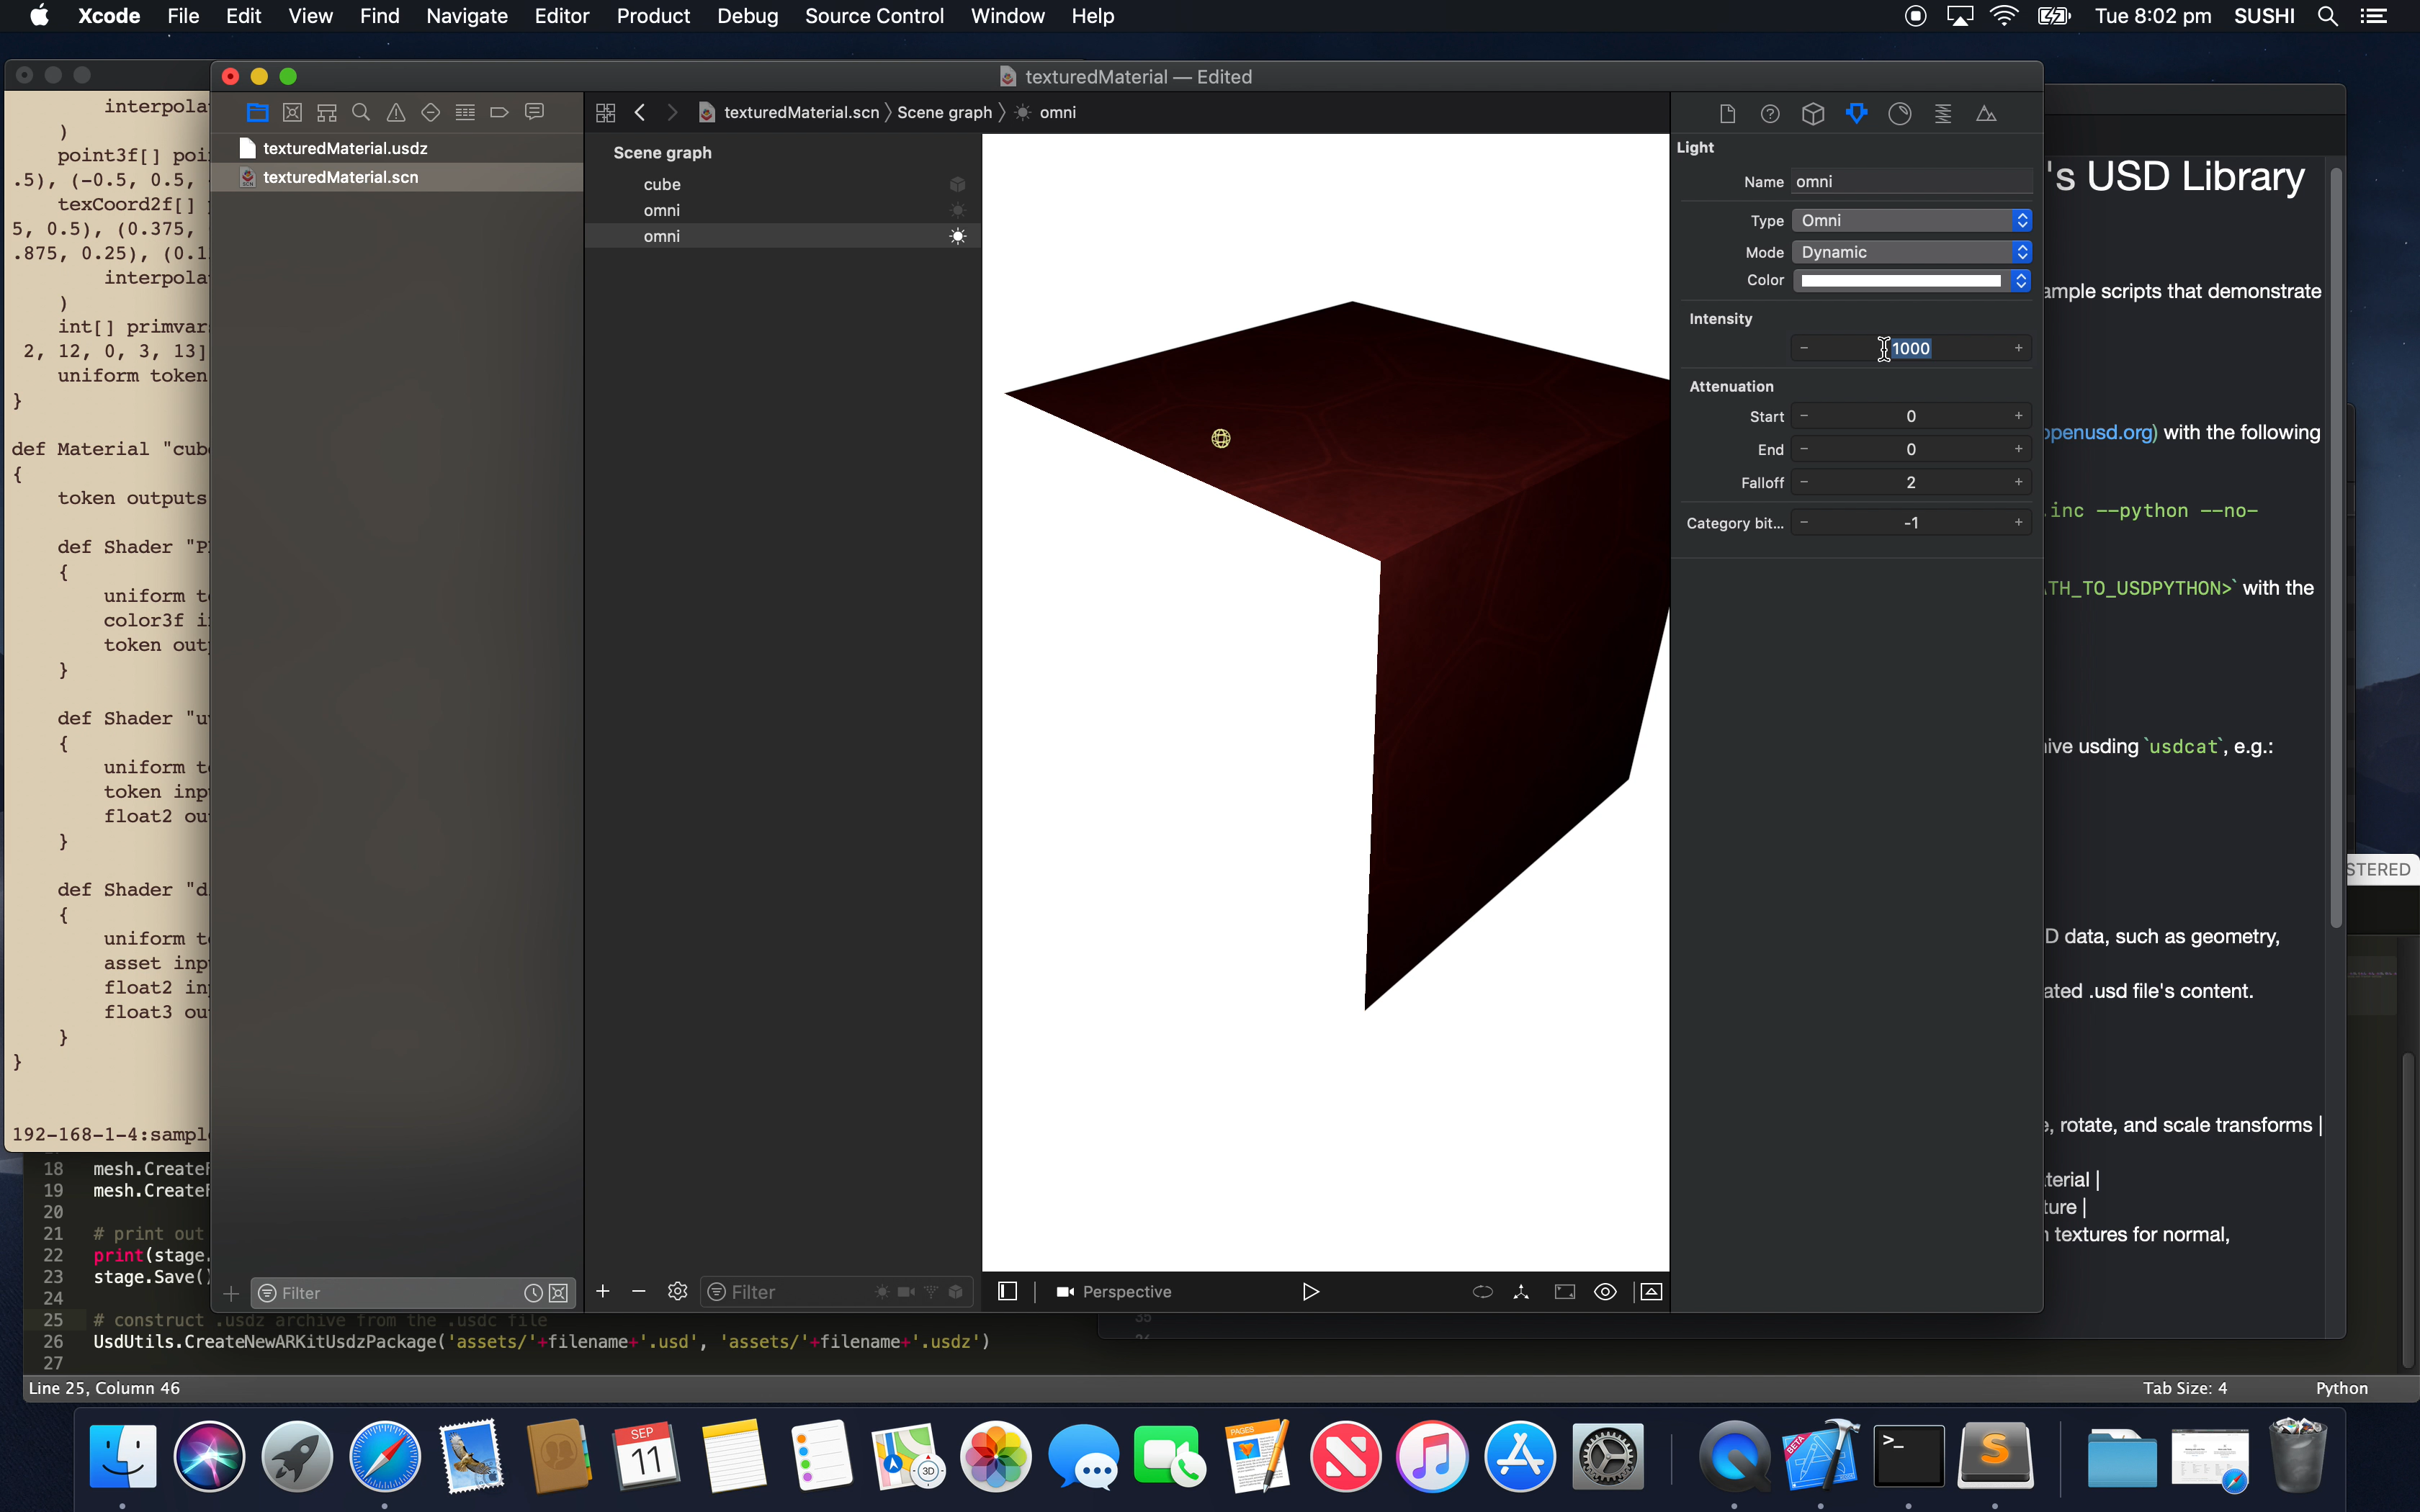 Xcode File Edit View Find Navigate Editor Product Debug Source Control Window Help
Tue 8:02 pm SUSHI
texturedMaterial — Edited
interpola
)
point3f[] poi
.5), (-0.5, 0.5,
texCoord2f[]
5, 0.5), (0.375,
.875, 0.25), (0.1
interpola
)
int[] primvar
2, 12, 0, 3, 13]
uniform token
}
def Material "cub
{
token outputs
def Shader "P
{
uniform t
color3f i
token out
}
def Shader "u
{
uniform t
token inp
float2 ou
}
def Shader "d
{
uniform t
asset inp
float2 in
float3 ou
}
}
192-168-1-4:sampl
texturedMaterial.usdz
texturedMaterial.scn
Filter
texturedMaterial.scn Scene graph omni
Scene graph
cube
omni
omni
Filter
Perspective
Light
Name omni
Type Omni
Mode Dynamic
Color
Intensity
- 1000 +
Attenuation
Start - 0 +
End - 0 +
Falloff - 2 +
Category bit... - -1 +
's USD Library
ample scripts that demonstrate
openusd.org) with the following
.inc --python --no-
ATH_TO_USDPYTHON>` with the
ive usding `usdcat`, e.g.:
STERED
D data, such as geometry,
ated .usd file's content.
e, rotate, and scale transforms |
terial |
ture |
n textures for normal,
18 mesh.CreateF
19 mesh.CreateF
20
21 # print out
22 print(stage.
23 stage.Save()
24
25 # construct .usdz archive from the .usdc file
26 UsdUtils.CreateNewARKitUsdzPackage('assets/'+filename+'.usd', 'assets/'+filename+'.usdz')
27
35
Line 25, Column 46
Tab Size: 4 Python
SEP
11
3D
PAGES
BETA
>_
S